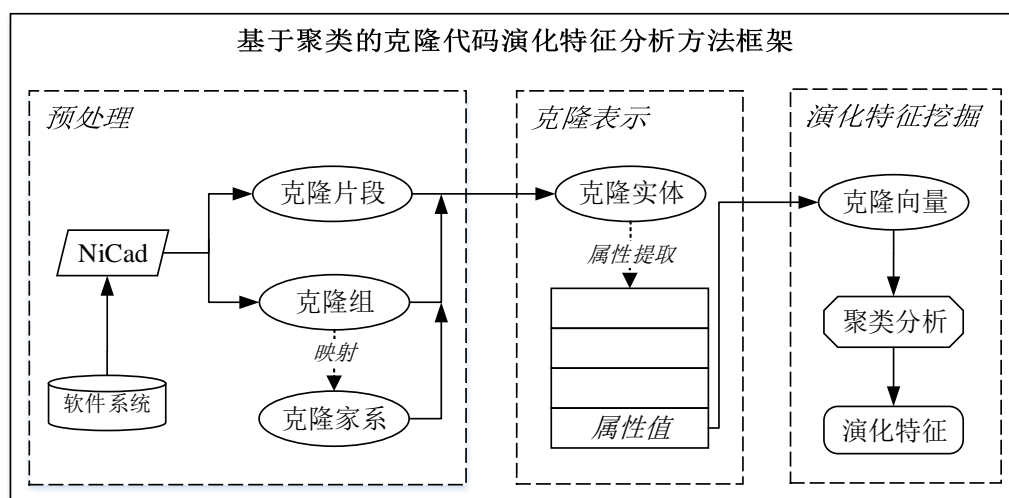 基于聚类的克隆代码演化特征分析方法框架
预处理
克隆片段
NiCad
克隆组
映射
软件系统
克隆家系
克隆表示
克隆实体
属性提取
属性值
演化特征挖掘
克隆向量
聚类分析
演化特征